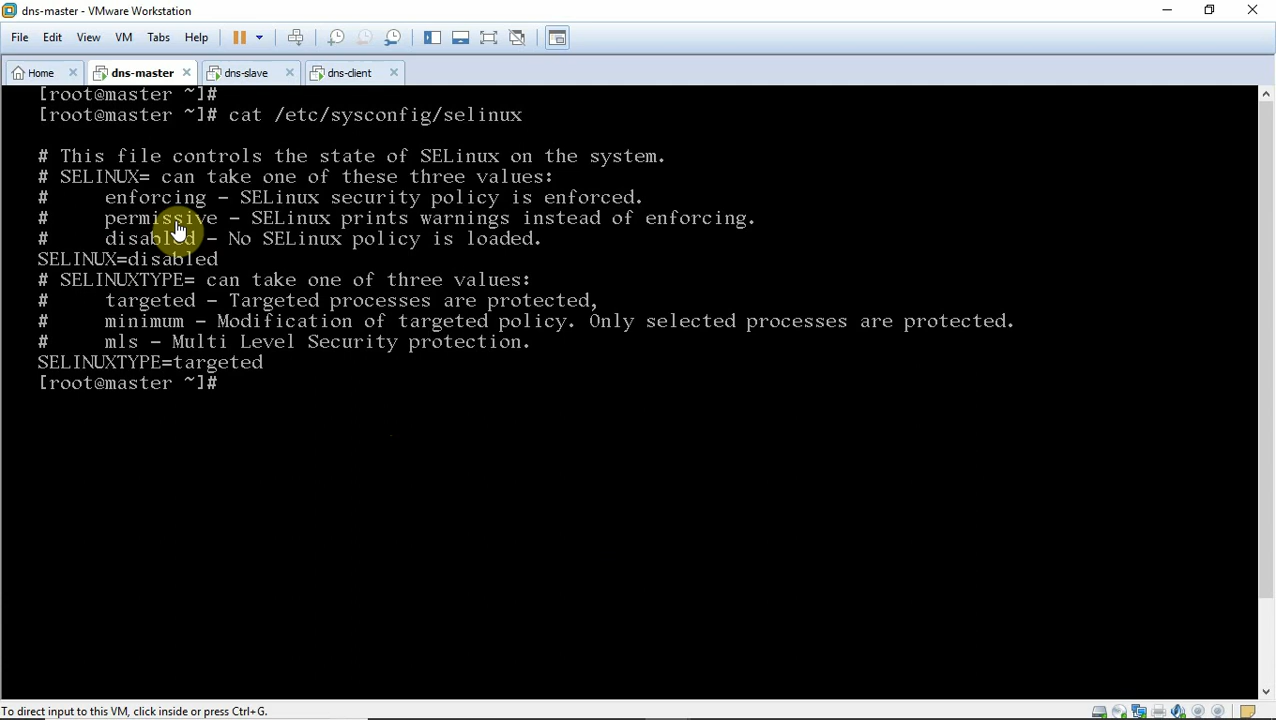 dns-master - VMware Workstation
File Edit View VM Tabs Help
Home dns-master dns-slave dns-client
[root@master ~]#
[root@master ~]# cat /etc/sysconfig/selinux
# This file controls the state of SELinux on the system.
# SELINUX= can take one of these three values:
# enforcing - SELinux security policy is enforced.
# permissive - SELinux prints warnings instead of enforcing.
# disabled - No SELinux policy is loaded.
SELINUX=disabled
# SELINUXTYPE= can take one of three values:
# targeted - Targeted processes are protected,
# minimum - Modification of targeted policy. Only selected processes are protected.
# mls - Multi Level Security protection.
SELINUXTYPE=targeted
[root@master ~]#
To direct input to this VM, click inside or press Ctrl+G.